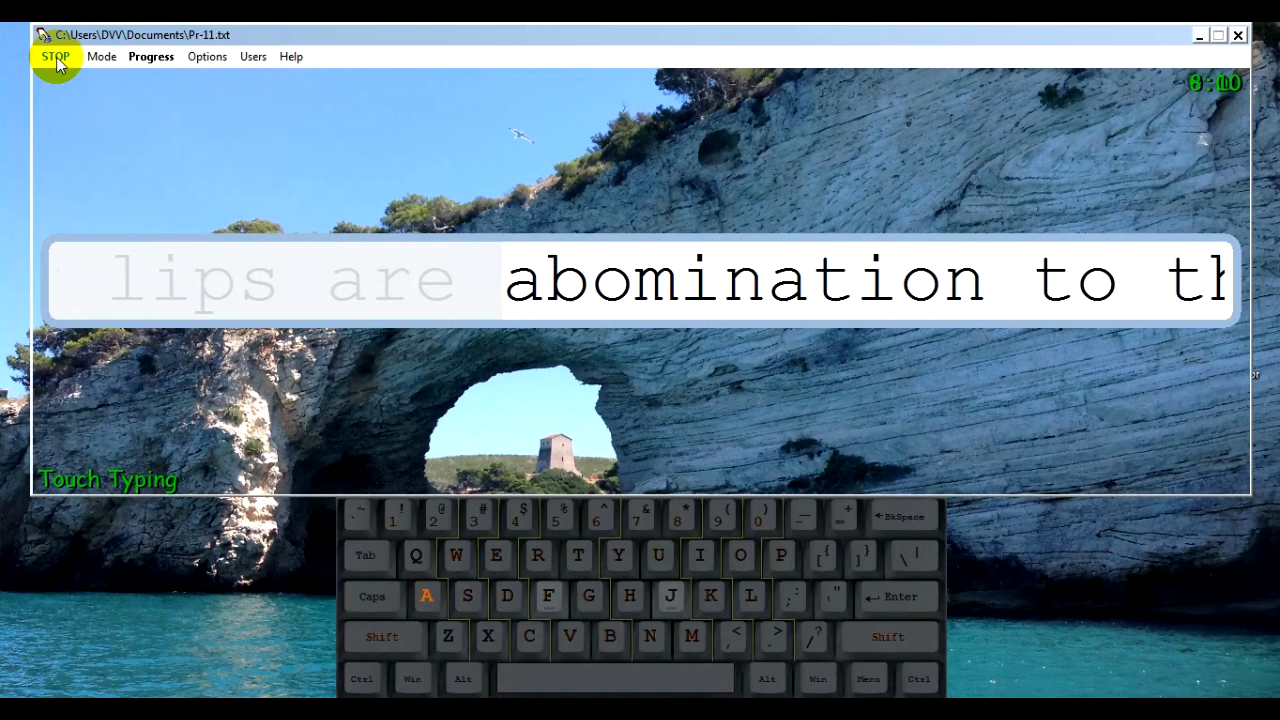 C:\Users\DVV\Documents\Pr-11.txt
STOP Mode Progress Options Users Help
lips are abomination to th
Touch Typing
~ ` ! 1 @ 2 # 3 $ 4 % 5 ^ 6 & 7 * 8 ( 9 ) 0 _ - + = BkSpace
Tab Q W E R T Y U I O P { [ } ] | \
Caps A S D F G H J K L : ; " ' Enter
Shift Z X C V B N M < , > . ? / Shift
Ctrl Win Alt Alt Win Menu Ctrl